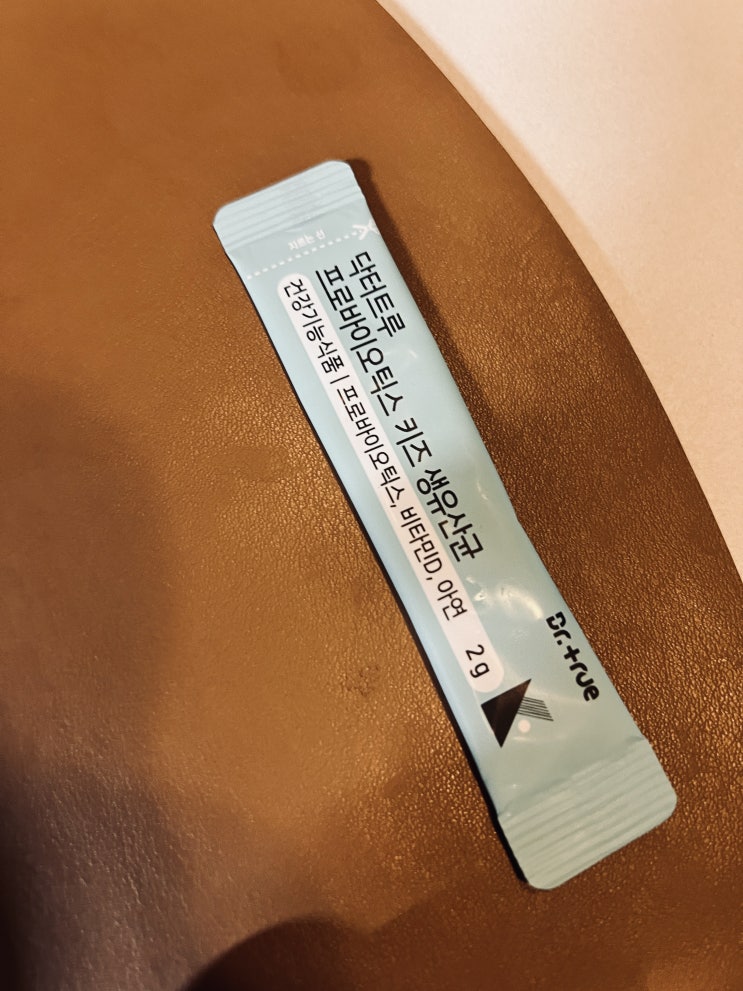 자르는 선
닥터트루
프로바이오틱스 키즈 생유산균
건강기능식품 | 프로바이오틱스, 비타민D, 아연 2 g
Dr.true